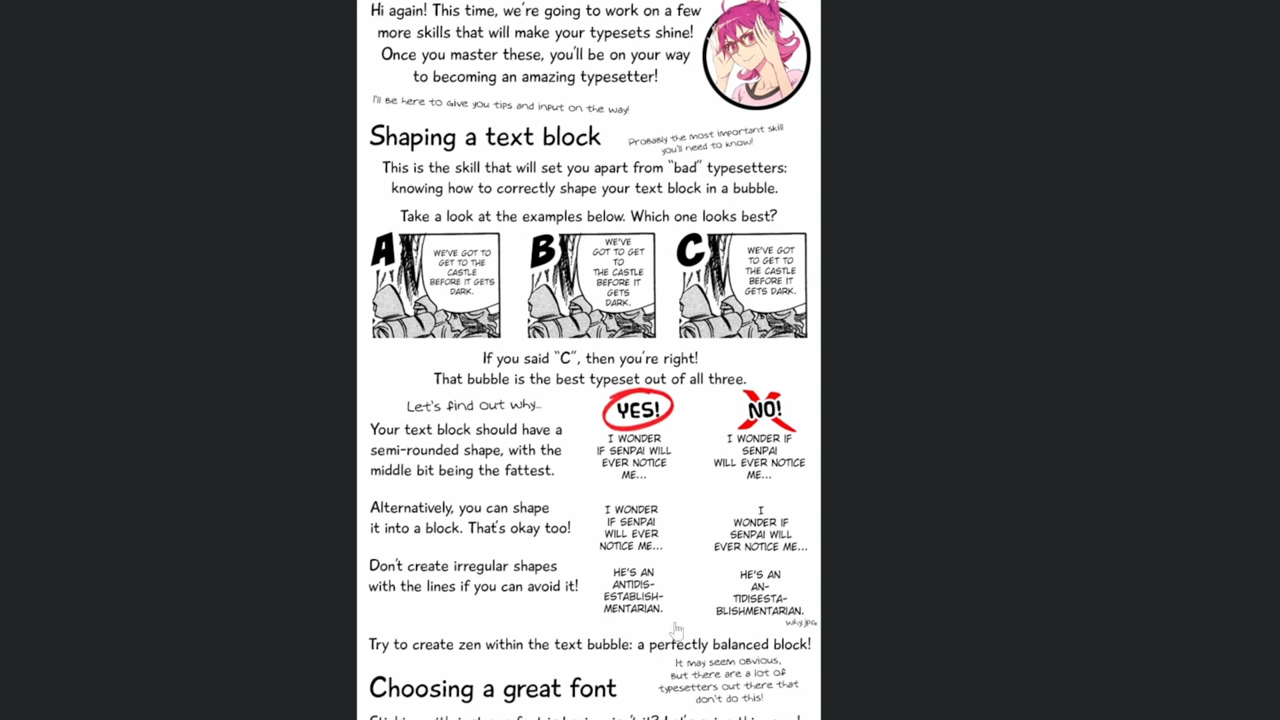 Hi again! This time, we're going to work on a few
more skills that will make your typesets shine!
Once you master these, you'll be on your way
to becoming an amazing typesetter!
I'll be here to give you tips and input on the way!
Shaping a text block
Probably the most important skill
you'll need to know!
This is the skill that will set you apart from "bad" typesetters:
knowing how to correctly shape your text block in a bubble.
Take a look at the examples below. Which one looks best?
A
WE'VE GOT TO
GET TO THE
CASTLE
BEFORE IT GETS
DARK.
B
WE'VE
GOT TO GET
TO
THE CASTLE
BEFORE IT
GETS
DARK.
C
WE'VE GOT
TO GET TO
THE CASTLE
BEFORE IT
GETS DARK.
If you said "C", then you're right!
That bubble is the best typeset out of all three.
Let's find out why...
YES!
NO!
Your text block should have a
semi-rounded shape, with the
middle bit being the fattest.
I WONDER
IF SENPAI WILL
EVER NOTICE
ME...
I WONDER IF
SENPAI
WILL EVER NOTICE
ME...
Alternatively, you can shape
it into a block. That's okay too!
I WONDER
IF SENPAI
WILL EVER
NOTICE ME...
I
WONDER IF
SENPAI WILL
EVER NOTICE ME...
Don't create irregular shapes
with the lines if you can avoid it!
HE'S AN
ANTIDIS-
ESTABLISH-
MENTARIAN.
HE'S AN
AN-
TIDISESTA-
BLISHMENTARIAN.
why.jpg
Try to create zen within the text bubble: a perfectly balanced block!
It may seem obvious,
but there are a lot of
typesetters out there that
don't do this!
Choosing a great font